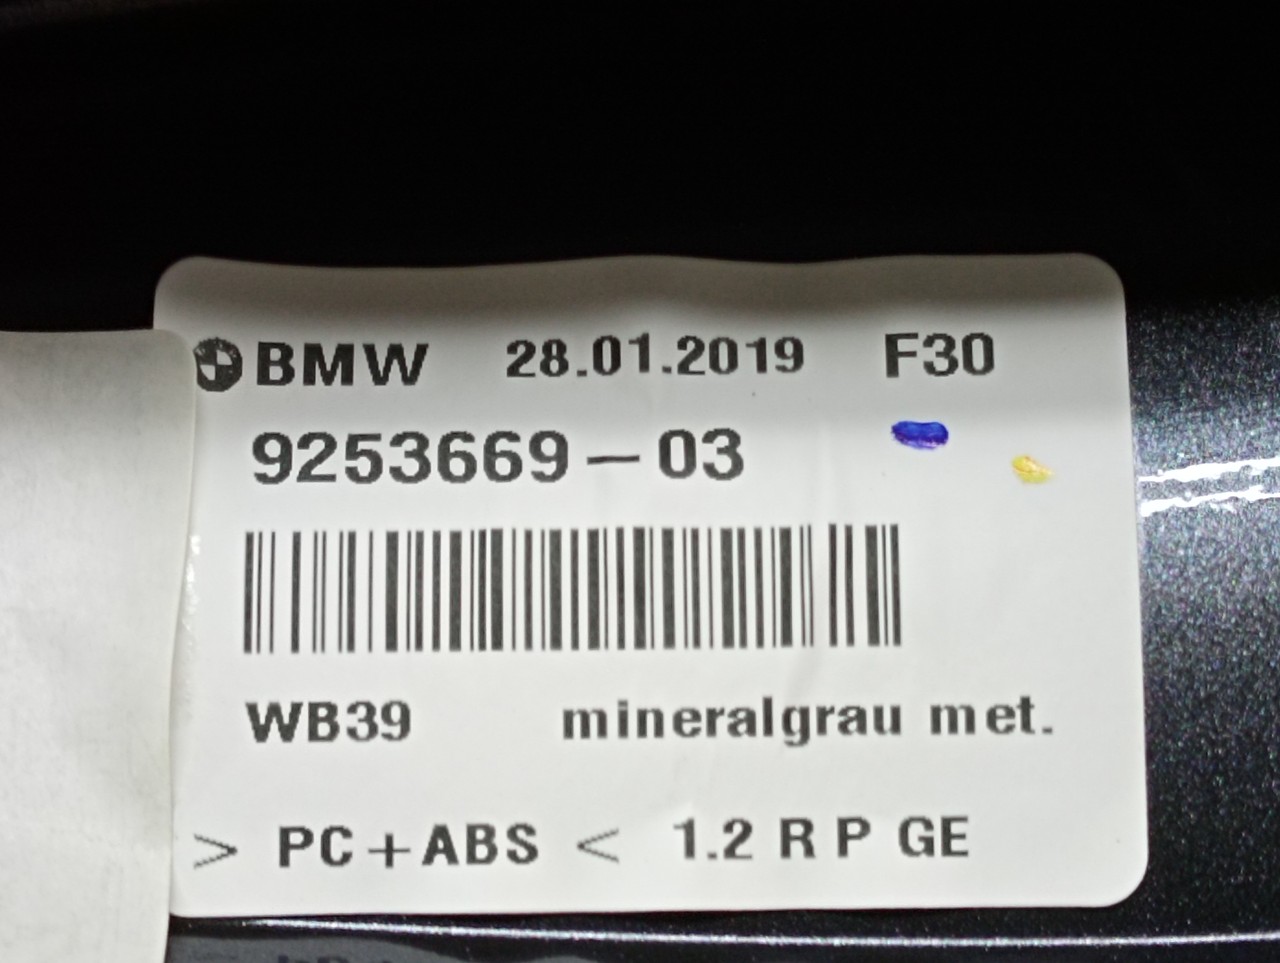 BMW 28.01.2019 F30
9253669-03
WB39 mineralgrau met.
> PC+ABS < 1.2 R P GE